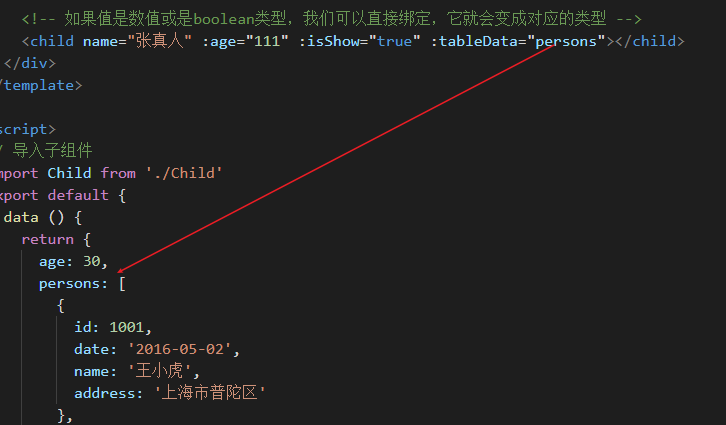 <!-- 如果值是数值或是boolean类型，我们可以直接绑定，它就会变成对应的类型 -->
<child name="张真人" :age="111" :isShow="true" :tableData="persons"></child>
</div>
/template>
script>
/ 导入子组件
mport Child from './Child'
xport default {
data () {
return {
age: 30,
persons: [
{
id: 1001,
date: '2016-05-02',
name: '王小虎',
address: '上海市普陀区'
},